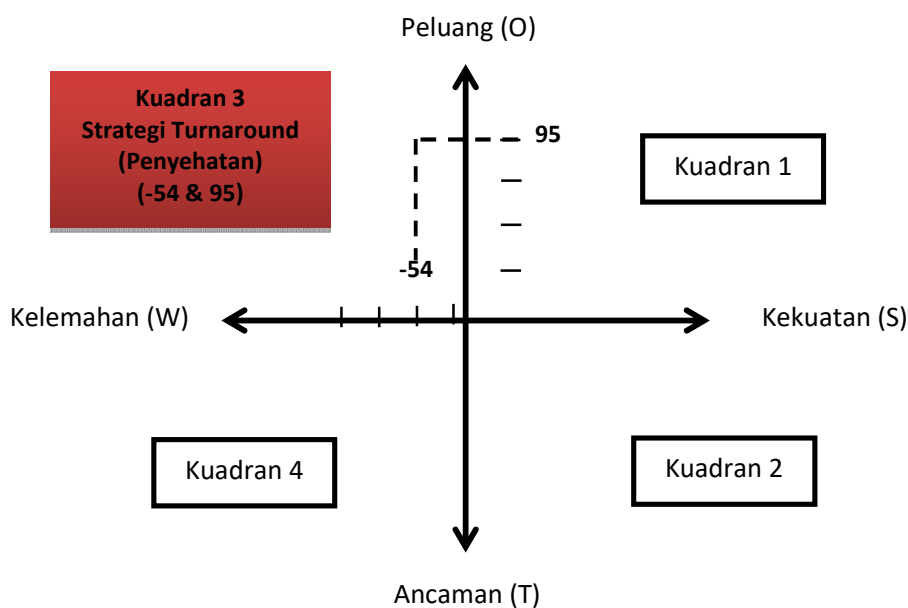 Peluang (O)
Kuadran 3
Strategi Turnaround
(Penyehatan)
(-54 & 95)
95
Kuadran 1
-54
Kelemahan (W)
Kekuatan (S)
Kuadran 4
Kuadran 2
Ancaman (T)